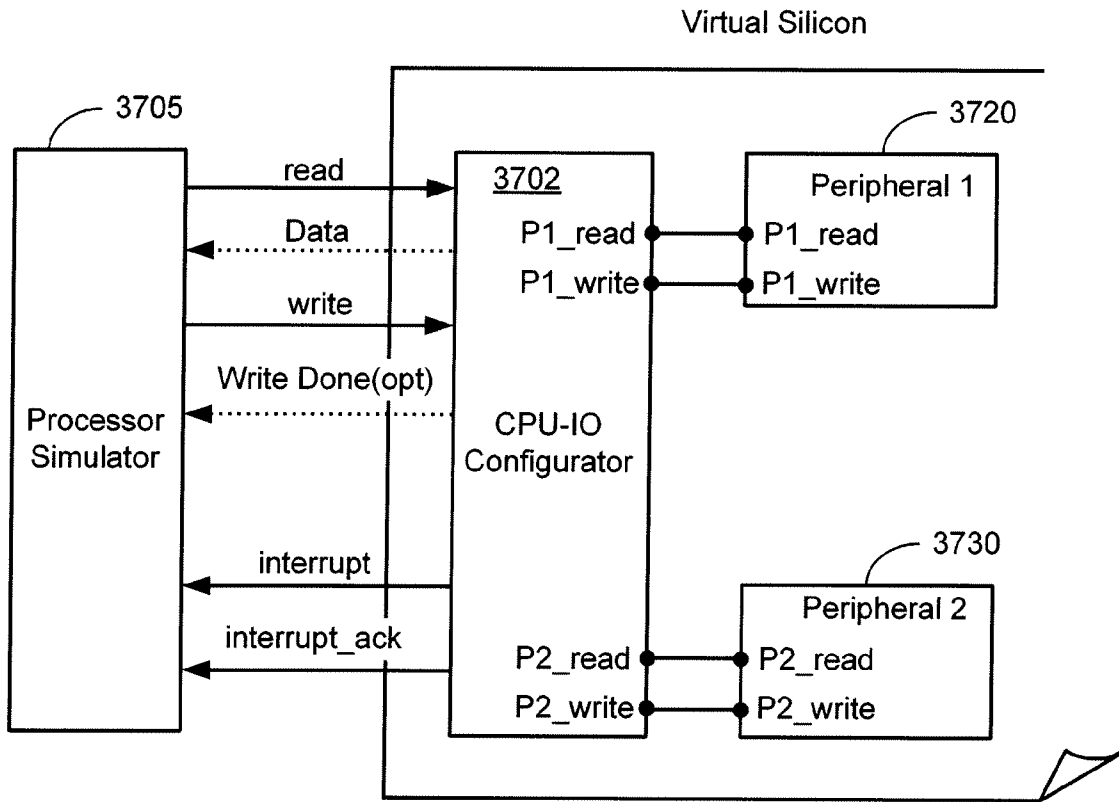 Virtual Silicon
3705
3720
read
3702
Peripheral 1
Data
P1_read
P1_read
P1_write
P1_write
write
Write Done(opt)
Processor
Simulator
CPU-IO
Configurator
3730
interrupt
Peripheral 2
interrupt_ack
P2_read
P2_read
P2_write
P2_write